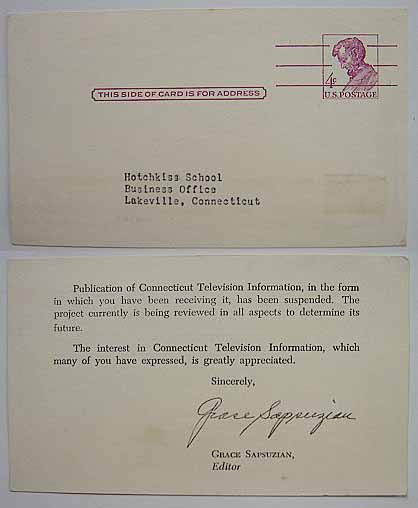 4¢
U.S. POSTAGE
THIS SIDE OF CARD IS FOR ADDRESS
Hotchkiss School
Business Office
Lakeville, Connecticut
Publication of Connecticut Television Information, in the form
in which you have been receiving it, has been suspended. The
project currently is being reviewed in all aspects to determine its
future.
The interest in Connecticut Television Information, which
many of you have expressed, is greatly appreciated.
Sincerely,
Grace Sapsuzian
GRACE SAPSUZIAN,
Editor